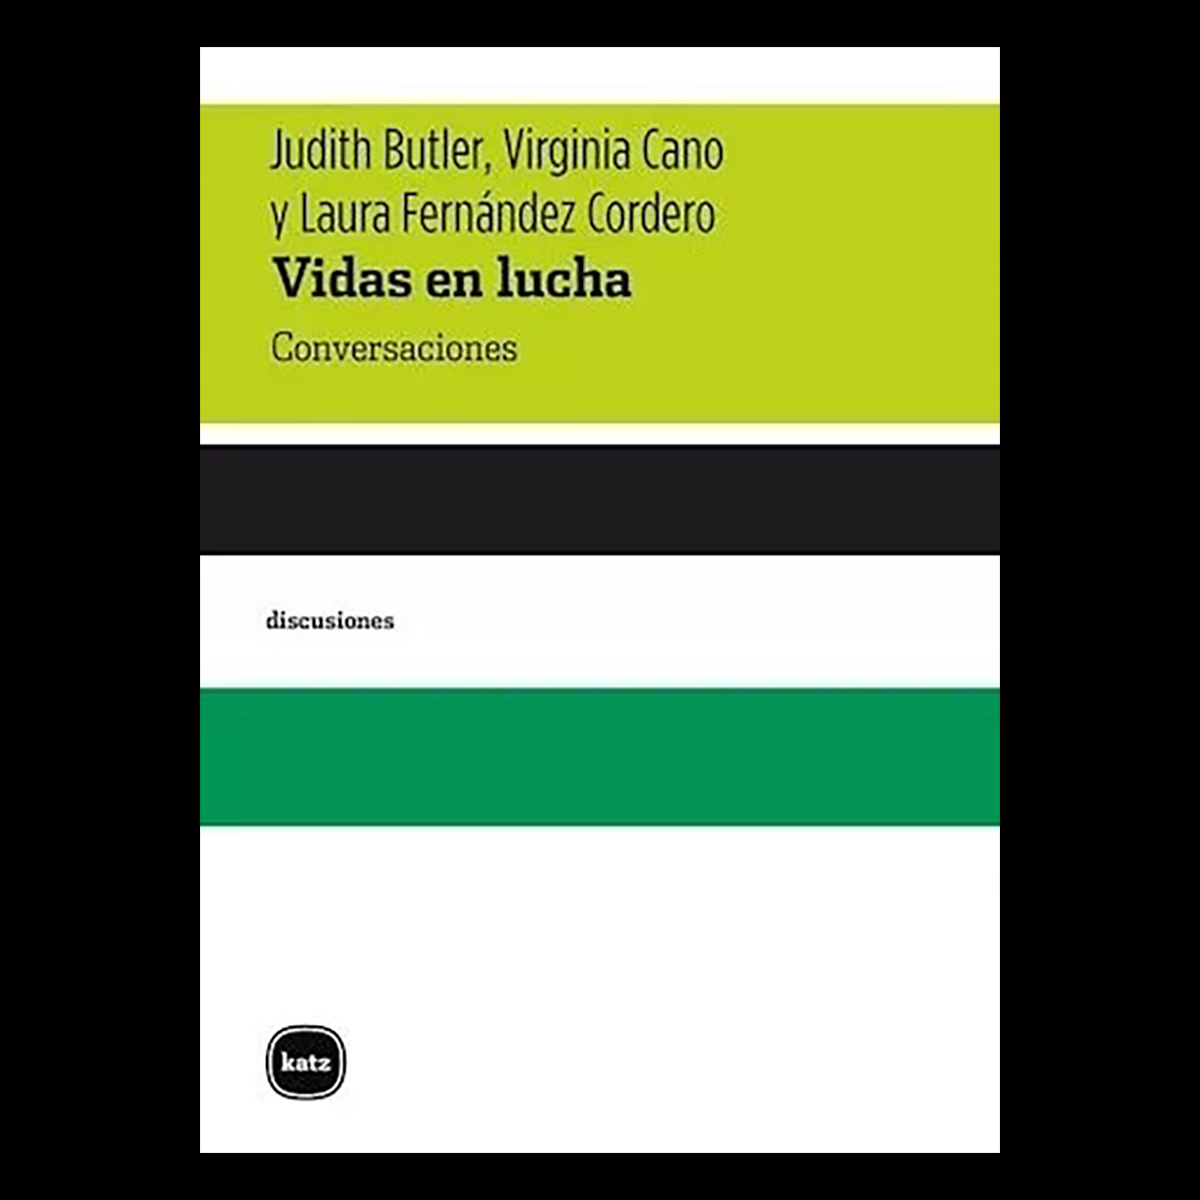 Judith Butler, Virginia Cano
y Laura Fernández Cordero
Vidas en lucha
Conversaciones
discusiones
katz